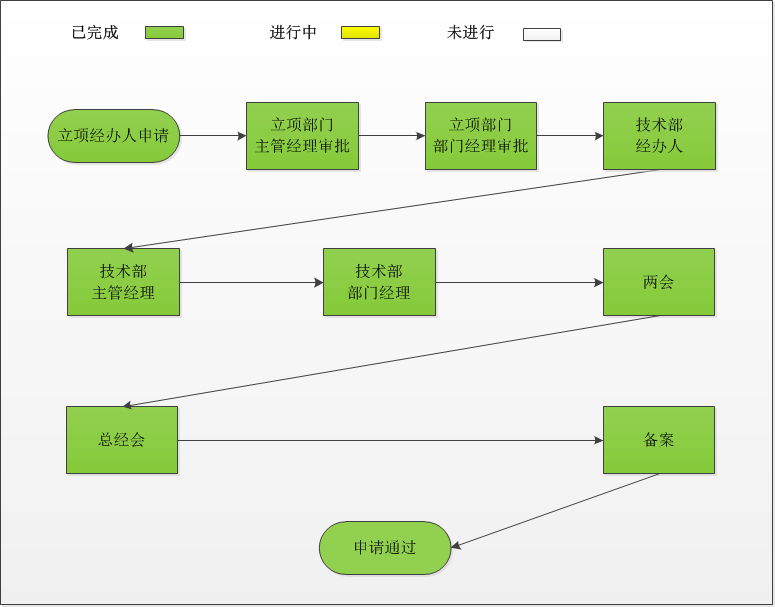 已完成
进行中
未进行
立项经办人申请
立项部门
主管经理审批
立项部门
部门经理审批
技术部
经办人
技术部
主管经理
技术部
部门经理
两会
总经会
备案
申请通过